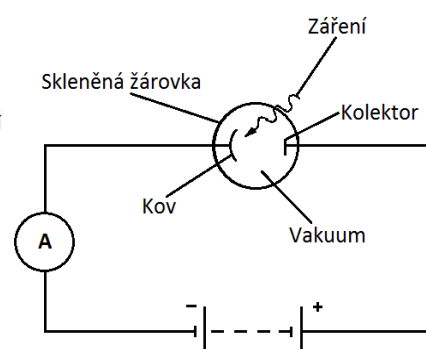 Záření
Skleněná žárovka
Kolektor
Kov
Vakuum
A
− +